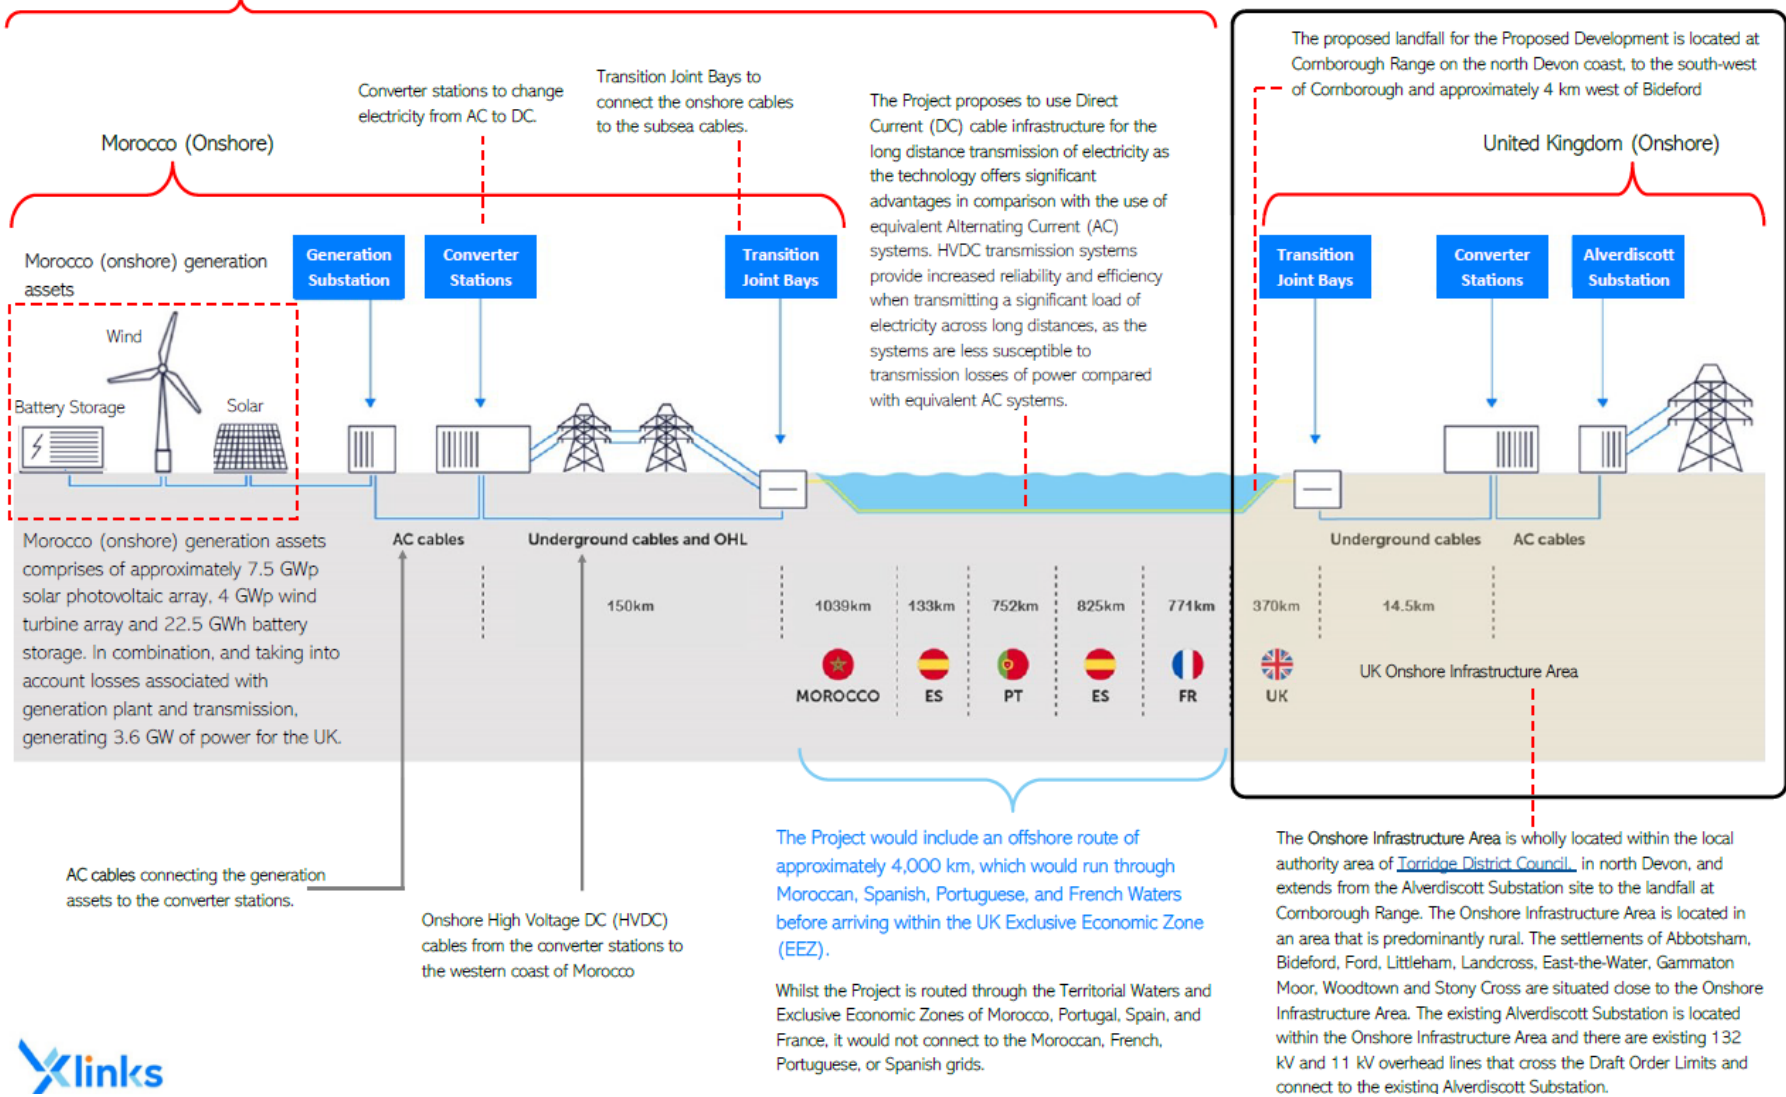 The proposed landfall for the Proposed Development is located at
Cornborough Range on the north Devon coast, to the south-west
of Cornborough and approximately 4 km west of Bideford
Converter stations to change
electricity from AC to DC.
Transition Joint Bays to
connect the onshore cables
to the subsea cables.
The Project proposes to use Direct
Current (DC) cable infrastructure for the
long distance transmission of electricity as
the technology offers significant
advantages in comparison with the use of
equivalent Alternating Current (AC)
systems. HVDC transmission systems
provide increased reliability and efficiency
when transmitting a significant load of
electricity across long distances, as the
systems are less susceptible to
transmission losses of power compared
with equivalent AC systems.
Morocco (Onshore)
United Kingdom (Onshore)
Morocco (onshore) generation
assets
Generation
Substation
Converter
Stations
Transition
Joint Bays
Transition
Joint Bays
Converter
Stations
Alverdiscott
Substation
Wind
Battery Storage
Solar
Morocco (onshore) generation assets
comprises of approximately 7.5 GWp
solar photovoltaic array, 4 GWp wind
turbine array and 22.5 GWh battery
storage. In combination, and taking into
account losses associated with
generation plant and transmission,
generating 3.6 GW of power for the UK.
AC cables
Underground cables and OHL
Underground cables
AC cables
150km
1039km
133km
752km
825km
771km
370km
14.5km
MOROCCO
ES
PT
ES
FR
UK
UK Onshore Infrastructure Area
AC cables connecting the generation
assets to the converter stations.
Onshore High Voltage DC (HVDC)
cables from the converter stations to
the western coast of Morocco
The Project would include an offshore route of
approximately 4,000 km, which would run through
Moroccan, Spanish, Portuguese, and French Waters
before arriving within the UK Exclusive Economic Zone
(EEZ).
Whilst the Project is routed through the Territorial Waters and
Exclusive Economic Zones of Morocco, Portugal, Spain, and
France, it would not connect to the Moroccan, French,
Portuguese, or Spanish grids.
The Onshore Infrastructure Area is wholly located within the local
authority area of Torridge District Council, in north Devon, and
extends from the Alverdiscott Substation site to the landfall at
Cornborough Range. The Onshore Infrastructure Area is located in
an area that is predominantly rural. The settlements of Abbotsham,
Bideford, Ford, Littleham, Landcross, East-the-Water, Gammaton
Moor, Woodtown and Stony Cross are situated close to the Onshore
Infrastructure Area. The existing Alverdiscott Substation is located
within the Onshore Infrastructure Area and there are existing 132
kV and 11 kV overhead lines that cross the Draft Order Limits and
connect to the existing Alverdiscott Substation.
Xlinks